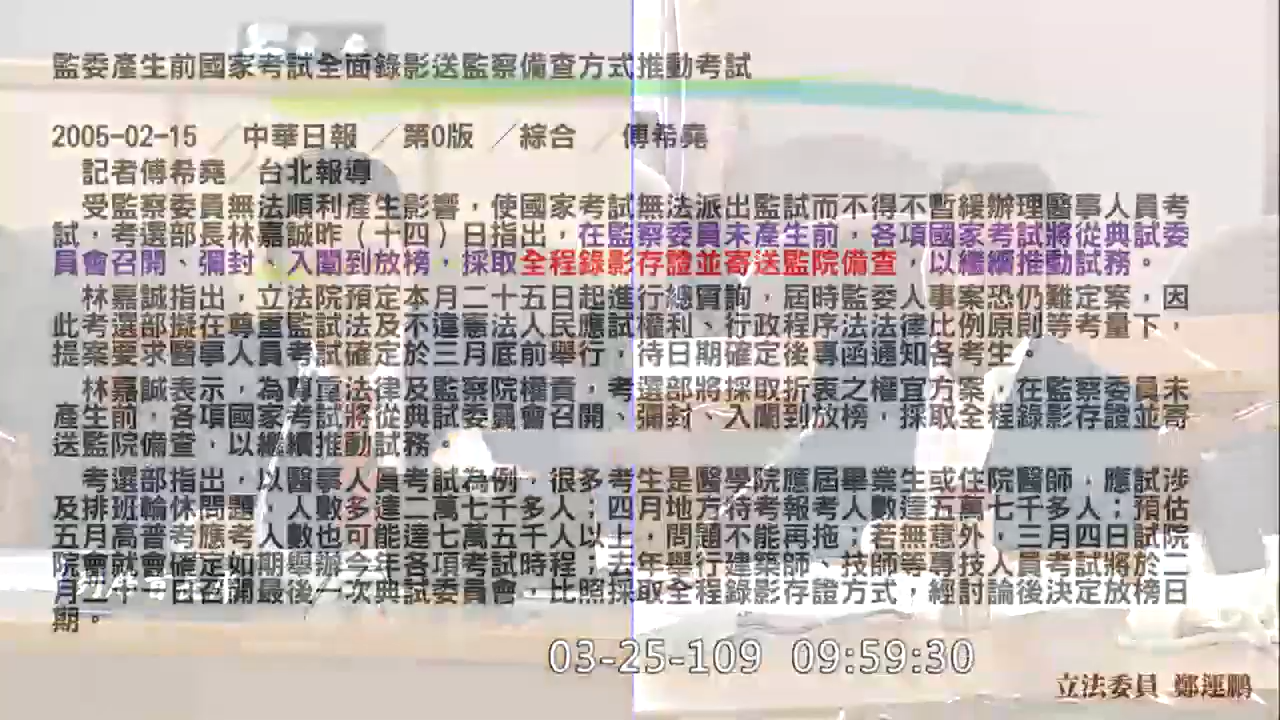 監委產生前國家考試全面錄影送監察備查方式推動考試
2005-02-15 ／中華日報 ／第0版 ／綜合 ／傅希堯
記者傅希堯／台北報導
受監察委員無法順利產生影響，使國家考試無法派出監試而不得不暫緩辦理醫事人員考
試，考選部長林嘉誠昨（十四）日指出，在監察委員未產生前，各項國家考試將從典試委
員會召開、彌封、入闈到放榜，採取全程錄影存證並寄送監院備查，以繼續推動試務。
林嘉誠指出，立法院預定本月二十五日起進行總質詢，屆時監委人事案恐仍難定案，因
此考選部擬在尊重監試法及不違憲法人民應試權利、行政程序法法律比例原則等考量下，
提案要求醫事人員考試確定於三月底前舉行，待日期確定後專函通知各考生。
林嘉誠表示，為尊重法律及監察院權責，考選部將採取折衷之權宜方案，在監察委員未
產生前，各項國家考試將從典試委員會召開、彌封、入闈到放榜，採取全程錄影存證並寄
送監院備查，以繼續推動試務。
考選部指出，以醫事人員考試為例，很多考生是醫學院應屆畢業生或住院醫師，應試涉
及排班輪休問題，人數多達二萬七千多人；四月地方特考報考人數達五萬七千多人；預估
五月高普考應考人數也可能達七萬五千人以上，問題不能再拖；若無意外，三月四日試院
院會就會確定如期舉辦今年各項考試時程，去年舉行建築師、技師等專技人員考試將於二
月二十一日召開最後一次典試委員會，比照採取全程錄影存證方式，經討論後決定放榜日
期。
03-25-109 09:59:30
立法委員 鄭運鵬